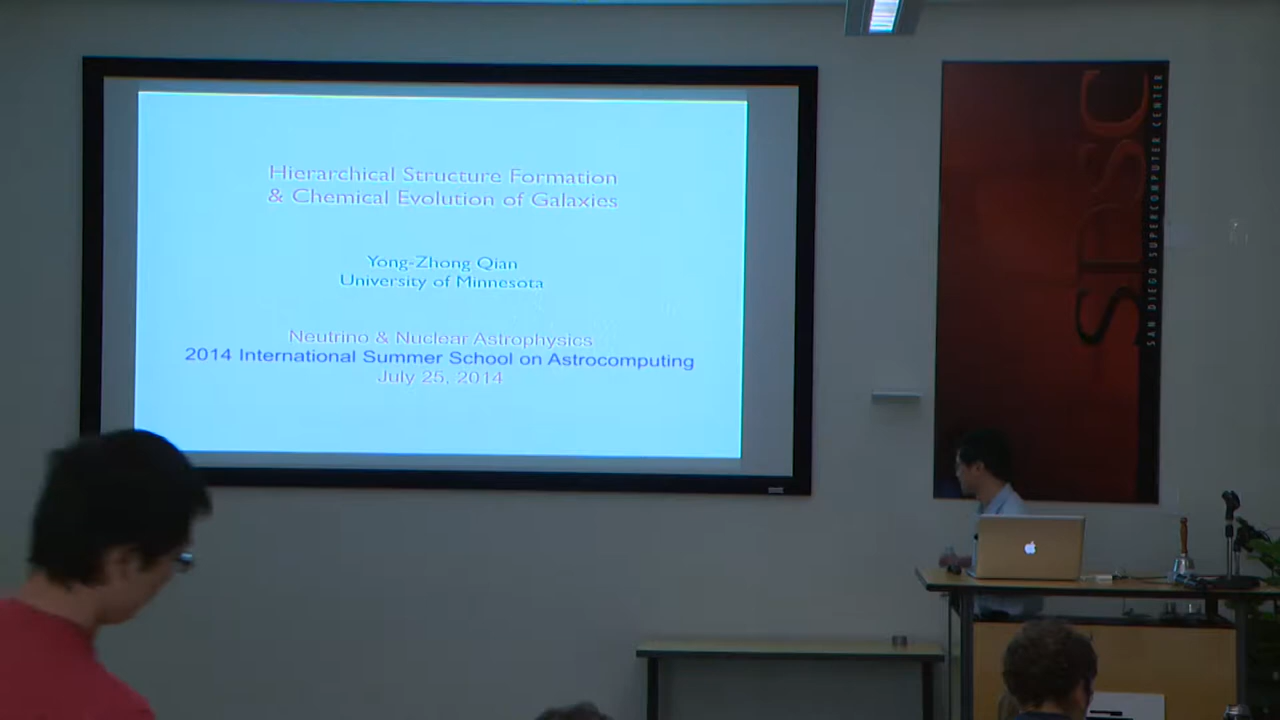 Hierarchical Structure Formation
& Chemical Evolution of Galaxies
Yong-Zhong Qian
University of Minnesota
Neutrino & Nuclear Astrophysics
2014 International Summer School on Astrocomputing
July 25, 2014
SDSC
SAN DIEGO SUPERCOMPUTER CENTER